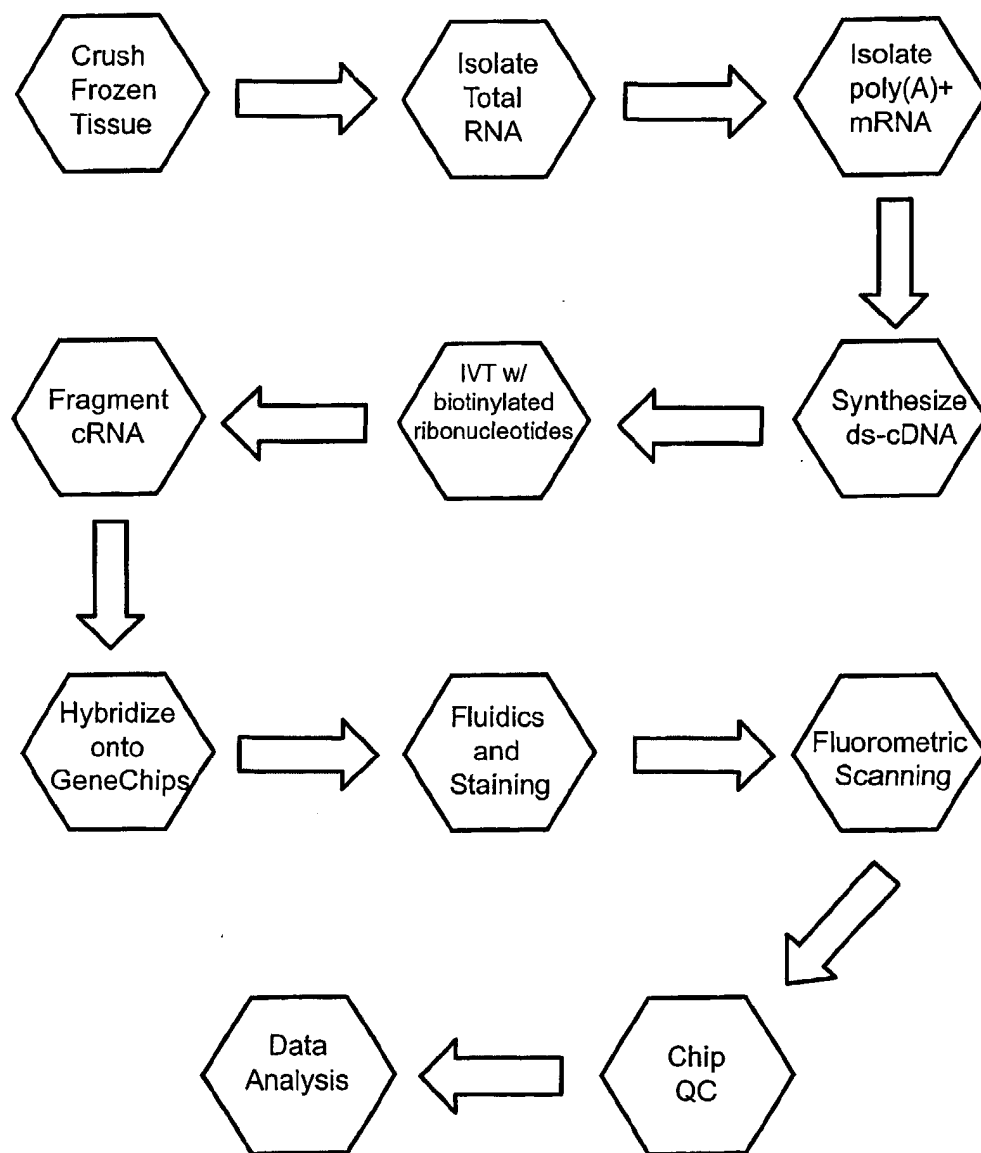 Crush
Frozen
Tissue
Isolate
Total
RNA
Isolate
poly(A)+
mRNA
Synthesize
ds-cDNA
IVT w/
biotinylated
ribonucleotides
Fragment
cRNA
Hybridize
onto
GeneChips
Fluidics
and
Staining
Fluorometric
Scanning
Chip
QC
Data
Analysis